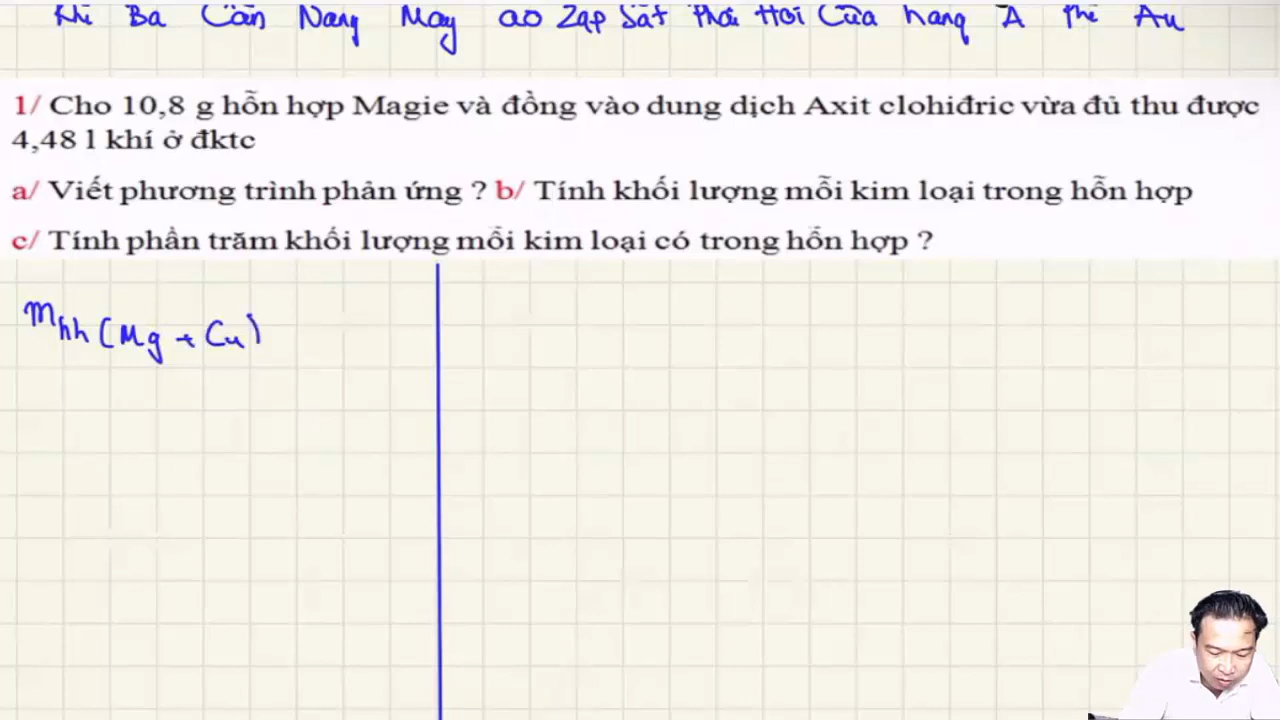 Khi Ba Cần Nàng May áo Zạp Sắt Phải Hỏi Cửa hàng Á Phi Âu
1/ Cho 10,8 g hỗn hợp Magie và đồng vào dung dịch Axit clohiđric vừa đủ thu được
4,48 l khí ở đktc
a/ Viết phương trình phản ứng ? b/ Tính khối lượng mỗi kim loại trong hỗn hợp
c/ Tính phần trăm khối lượng mỗi kim loại có trong hỗn hợp ?
mhh (Mg + Cu)